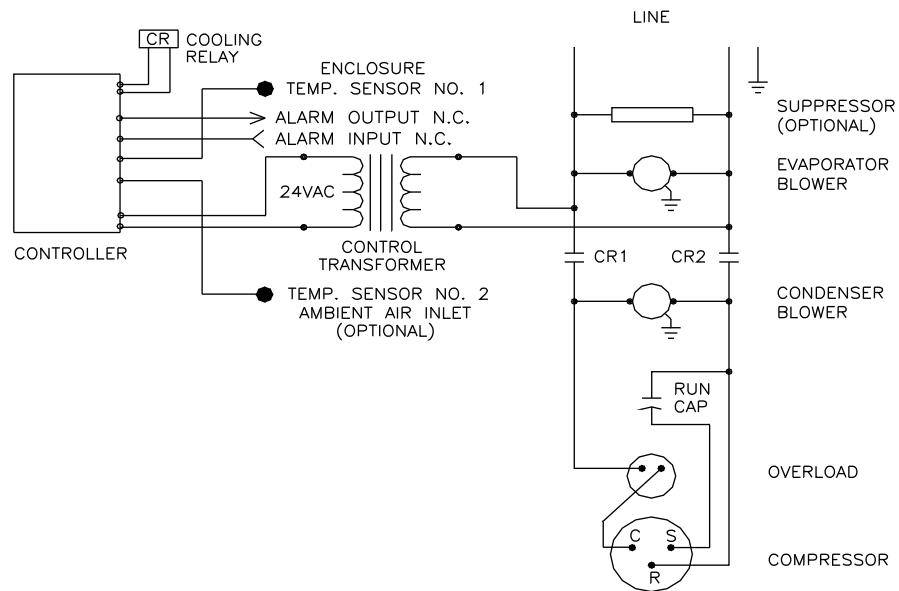 LINE
CR
COOLING
RELAY
ENCLOSURE
TEMP. SENSOR NO. 1
ALARM OUTPUT N.C.
ALARM INPUT N.C.
SUPPRESSOR
(OPTIONAL)
EVAPORATOR
BLOWER
24VAC
CONTROLLER
CONTROL
TRANSFORMER
CR1
CR2
TEMP. SENSOR NO. 2
AMBIENT AIR INLET
(OPTIONAL)
CONDENSER
BLOWER
RUN
CAP
OVERLOAD
C
S
R
COMPRESSOR